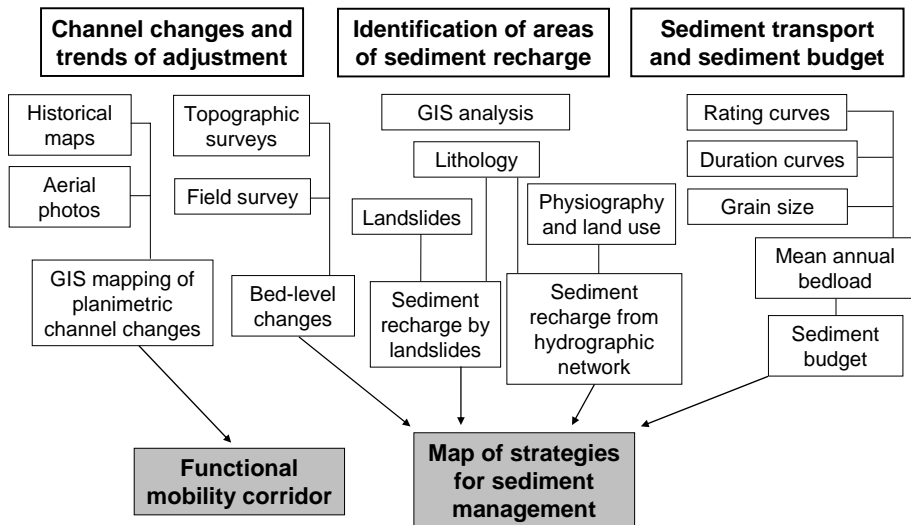 Channel changes and
trends of adjustment
Identification of areas
of sediment recharge
Sediment transport
and sediment budget
Historical
maps
Aerial
photos
GIS mapping of
planimetric
channel changes
Topographic
surveys
Field survey
Bed-level
changes
GIS analysis
Lithology
Landslides
Physiography
and land use
Sediment
recharge by
landslides
Sediment
recharge from
hydrographic
network
Rating curves
Duration curves
Grain size
Mean annual
bedload
Sediment
budget
Functional
mobility corridor
Map of strategies
for sediment
management